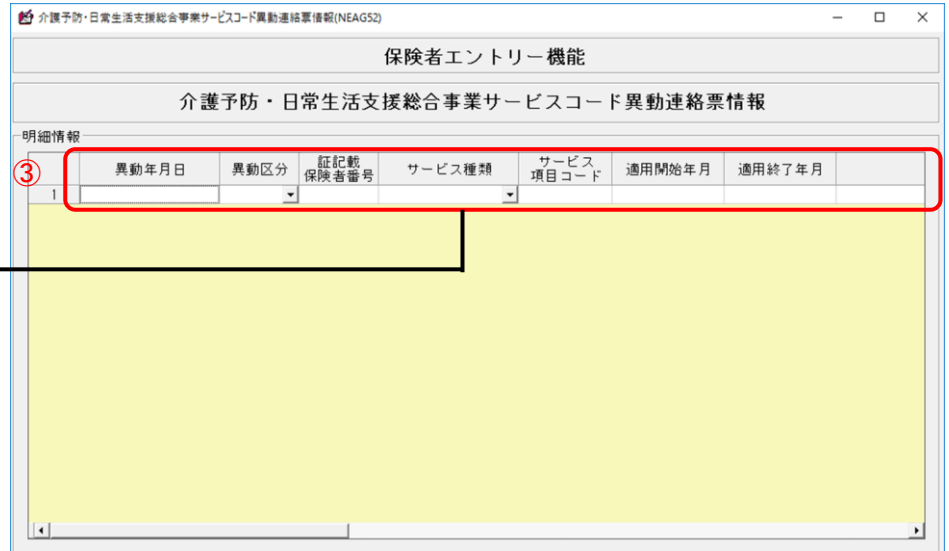 介護予防・日常生活支援総合事業サービスコード異動連絡票情報(NEAG52)
保険者エントリー機能
介護予防・日常生活支援総合事業サービスコード異動連絡票情報
明細情報
③
異動年月日 異動区分 証記載保険者番号 サービス種類 サービス項目コード 適用開始年月 適用終了年月
1